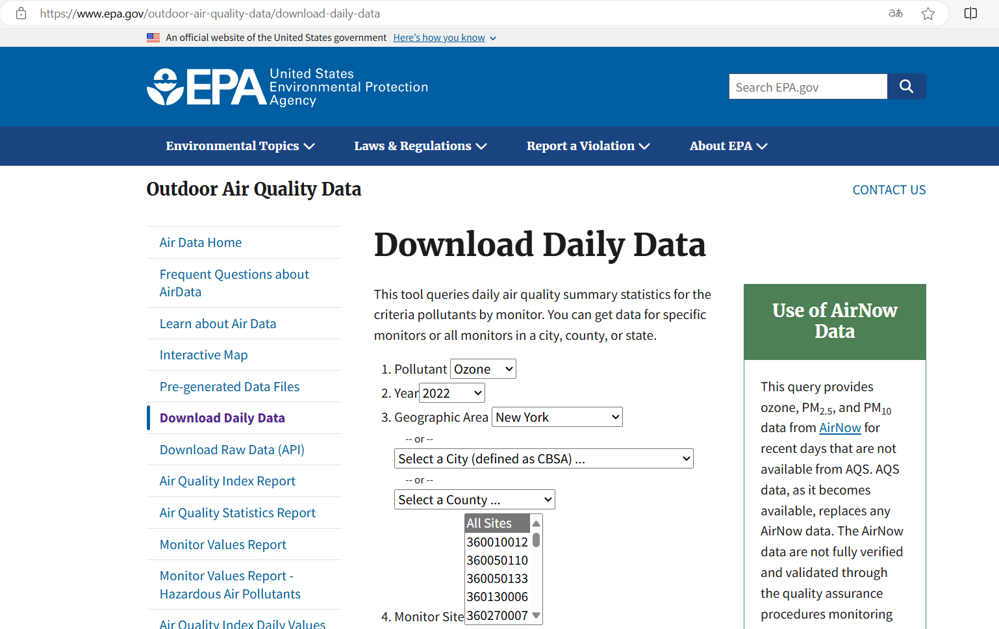 https://www.epa.gov/outdoor-air-quality-data/download-daily-data
aあ
An official website of the United States government Here's how you know
EPA
United States
Environmental Protection
Agency
Search EPA.gov
Environmental Topics
Laws & Regulations
Report a Violation
About EPA
Outdoor Air Quality Data
CONTACT US
Air Data Home
Frequent Questions about
AirData
Learn about Air Data
Interactive Map
Pre-generated Data Files
Download Daily Data
Download Raw Data (API)
Air Quality Index Report
Air Quality Statistics Report
Monitor Values Report
Monitor Values Report -
Hazardous Air Pollutants
Air Quality Index Daily Values
Download Daily Data
This tool queries daily air quality summary statistics for the
criteria pollutants by monitor. You can get data for specific
monitors or all monitors in a city, county, or state.
1. Pollutant Ozone
2. Year 2022
3. Geographic Area New York
-- or --
Select a City (defined as CBSA) ...
-- or --
Select a County ...
All Sites
360010012
360050110
360050133
360130006
4. Monitor Site 360270007
Use of AirNow
Data
This query provides
ozone, PM2.5, and PM10
data from AirNow for
recent days that are not
available from AQS. AQS
data, as it becomes
available, replaces any
AirNow data. The AirNow
data are not fully verified
and validated through
the quality assurance
procedures monitoring